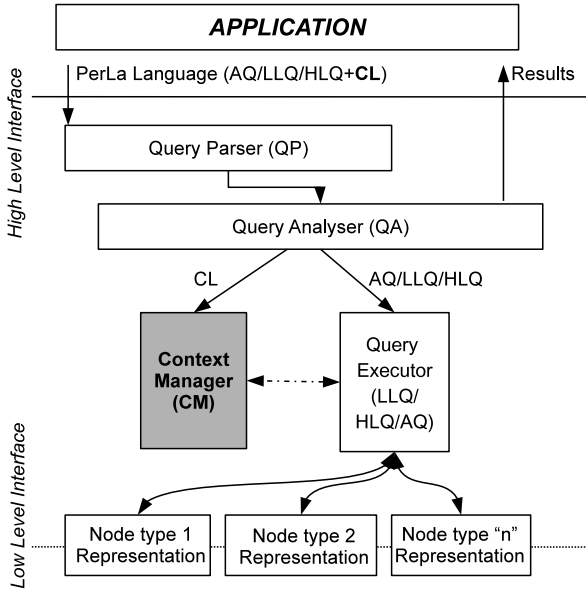 APPLICATION
PerLa Language (AQ/LLQ/HLQ+CL)
Results
High Level Interface
Query Parser (QP)
Query Analyser (QA)
CL
AQ/LLQ/HLQ
Context
Manager
(CM)
Query
Executor
(LLQ/
HLQ/AQ)
Low Level Interface
Node type 1
Representation
Node type 2
Representation
Node type “n”
Representation